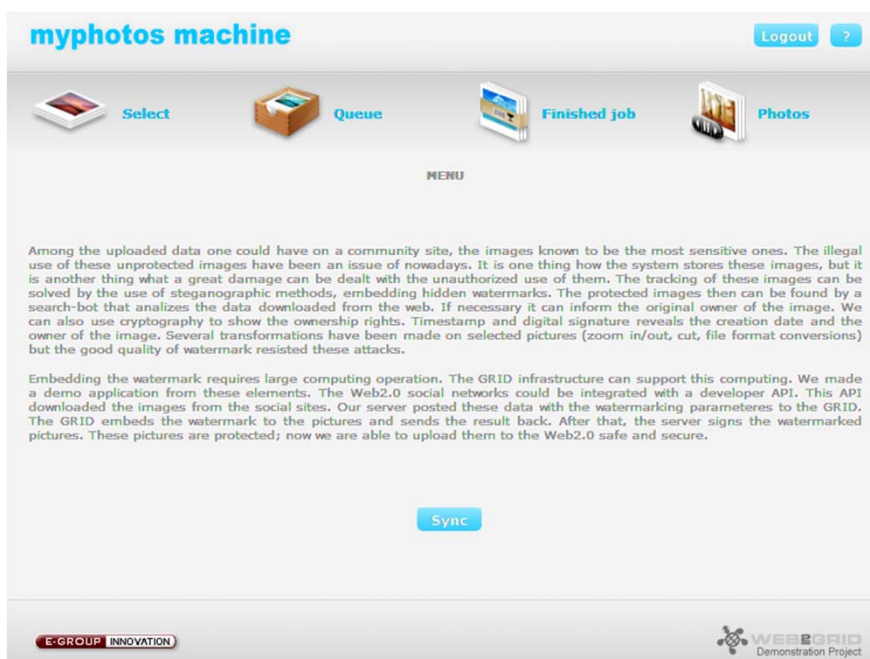 myphotos machine
Logout ?
Select Queue Finished job Photos
MENU
Among the uploaded data one could have on a community site, the images known to be the most sensitive ones. The illegal
use of these unprotected images have been an issue of nowadays. It is one thing how the system stores these images, but it
is another thing what a great damage can be dealt with the unauthorized use of them. The tracking of these images can be
solved by the use of steganographic methods, embedding hidden watermarks. The protected images then can be found by a
search-bot that analizes the data downloaded from the web. If necessary it can inform the original owner of the image. We
can also use cryptography to show the ownership rights. Timestamp and digital signature reveals the creation date and the
owner of the image. Several transformations have been made on selected pictures (zoom in/out, cut, file format conversions)
but the good quality of watermark resisted these attacks.
Embedding the watermark requires large computing operation. The GRID infrastructure can support this computing. We made
a demo application from these elements. The Web2.0 social networks could be integrated with a developer API. This API
downloaded the images from the social sites. Our server posted these data with the watermarking parameteres to the GRID.
The GRID embeds the watermark to the pictures and sends the result back. After that, the server signs the watermarked
pictures. These pictures are protected; now we are able to upload them to the Web2.0 safe and secure.
Sync
E-GROUP INNOVATION WEB2GRID
Demonstration Project